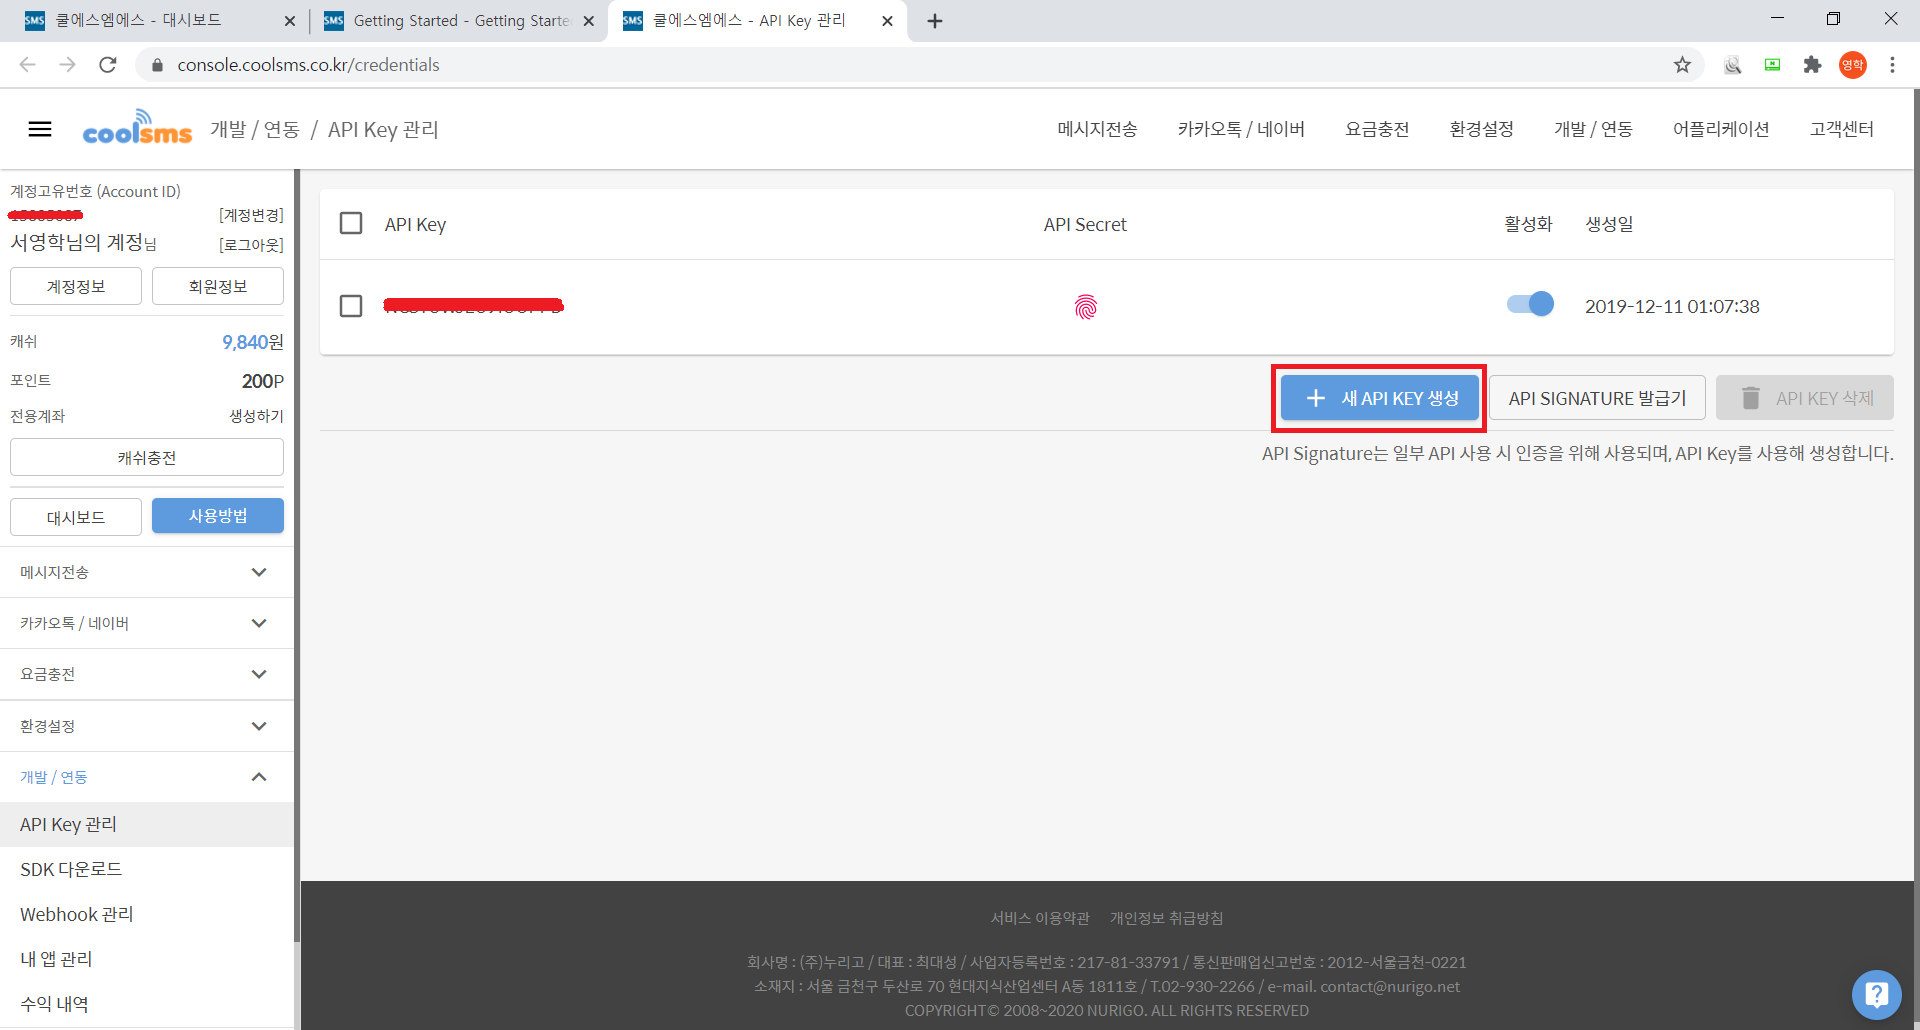 쿨에스엠에스 - 대시보드
Getting Started - Getting Starte
쿨에스엠에스 - API Key 관리
console.coolsms.co.kr/credentials
영학
coolsms 개발 / 연동 / API Key 관리
메시지전송 카카오톡 / 네이버 요금충전 환경설정 개발 / 연동 어플리케이션 고객센터
계정고유번호 (Account ID)
[계정변경]
서영학님의 계정님 [로그아웃]
계정정보 회원정보
캐쉬 9,840원
포인트 200P
전용계좌 생성하기
캐쉬충전
대시보드 사용방법
메시지전송
카카오톡 / 네이버
요금충전
환경설정
개발 / 연동
API Key 관리
SDK 다운로드
Webhook 관리
내 앱 관리
수익 내역
API Key API Secret 활성화 생성일
2019-12-11 01:07:38
새 API KEY 생성 API SIGNATURE 발급기 API KEY 삭제
API Signature는 일부 API 사용 시 인증을 위해 사용되며, API Key를 사용해 생성합니다.
서비스 이용약관 개인정보 취급방침
회사명 : (주)누리고 / 대표 : 최대성 / 사업자등록번호 : 217-81-33791 / 통신판매업신고번호 : 2012-서울금천-0221
소재지 : 서울 금천구 두산로 70 현대지식산업센터 A동 1811호 / T.02-930-2266 / e-mail. contact@nurigo.net
COPYRIGHT© 2008~2020 NURIGO. ALL RIGHTS RESERVED